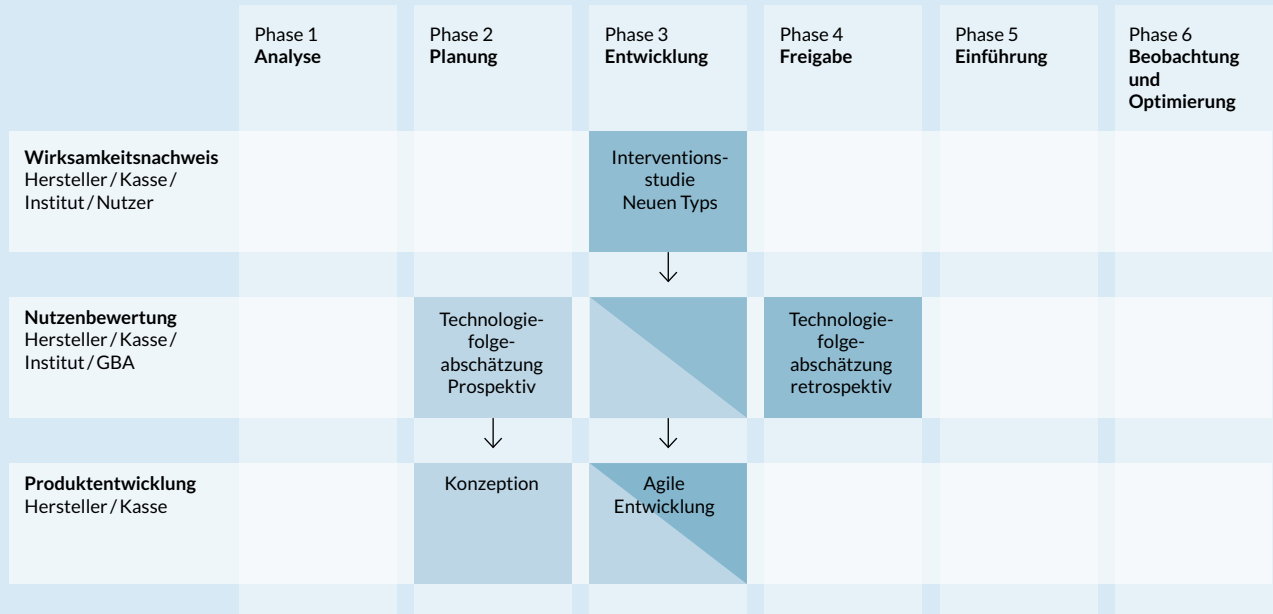 Phase 1
Analyse
Phase 2
Planung
Phase 3
Entwicklung
Phase 4
Freigabe
Phase 5
Einführung
Phase 6
Beobachtung
und
Optimierung
Wirksamkeitsnachweis
Hersteller / Kasse /
Institut / Nutzer
Interventions-
studie
Neuen Typs
Nutzenbewertung
Hersteller / Kasse /
Institut / GBA
Technologie-
folge-
abschätzung
Prospektiv
Technologie-
folge-
abschätzung
retrospektiv
Produktentwicklung
Hersteller / Kasse
Konzeption
Agile
Entwicklung